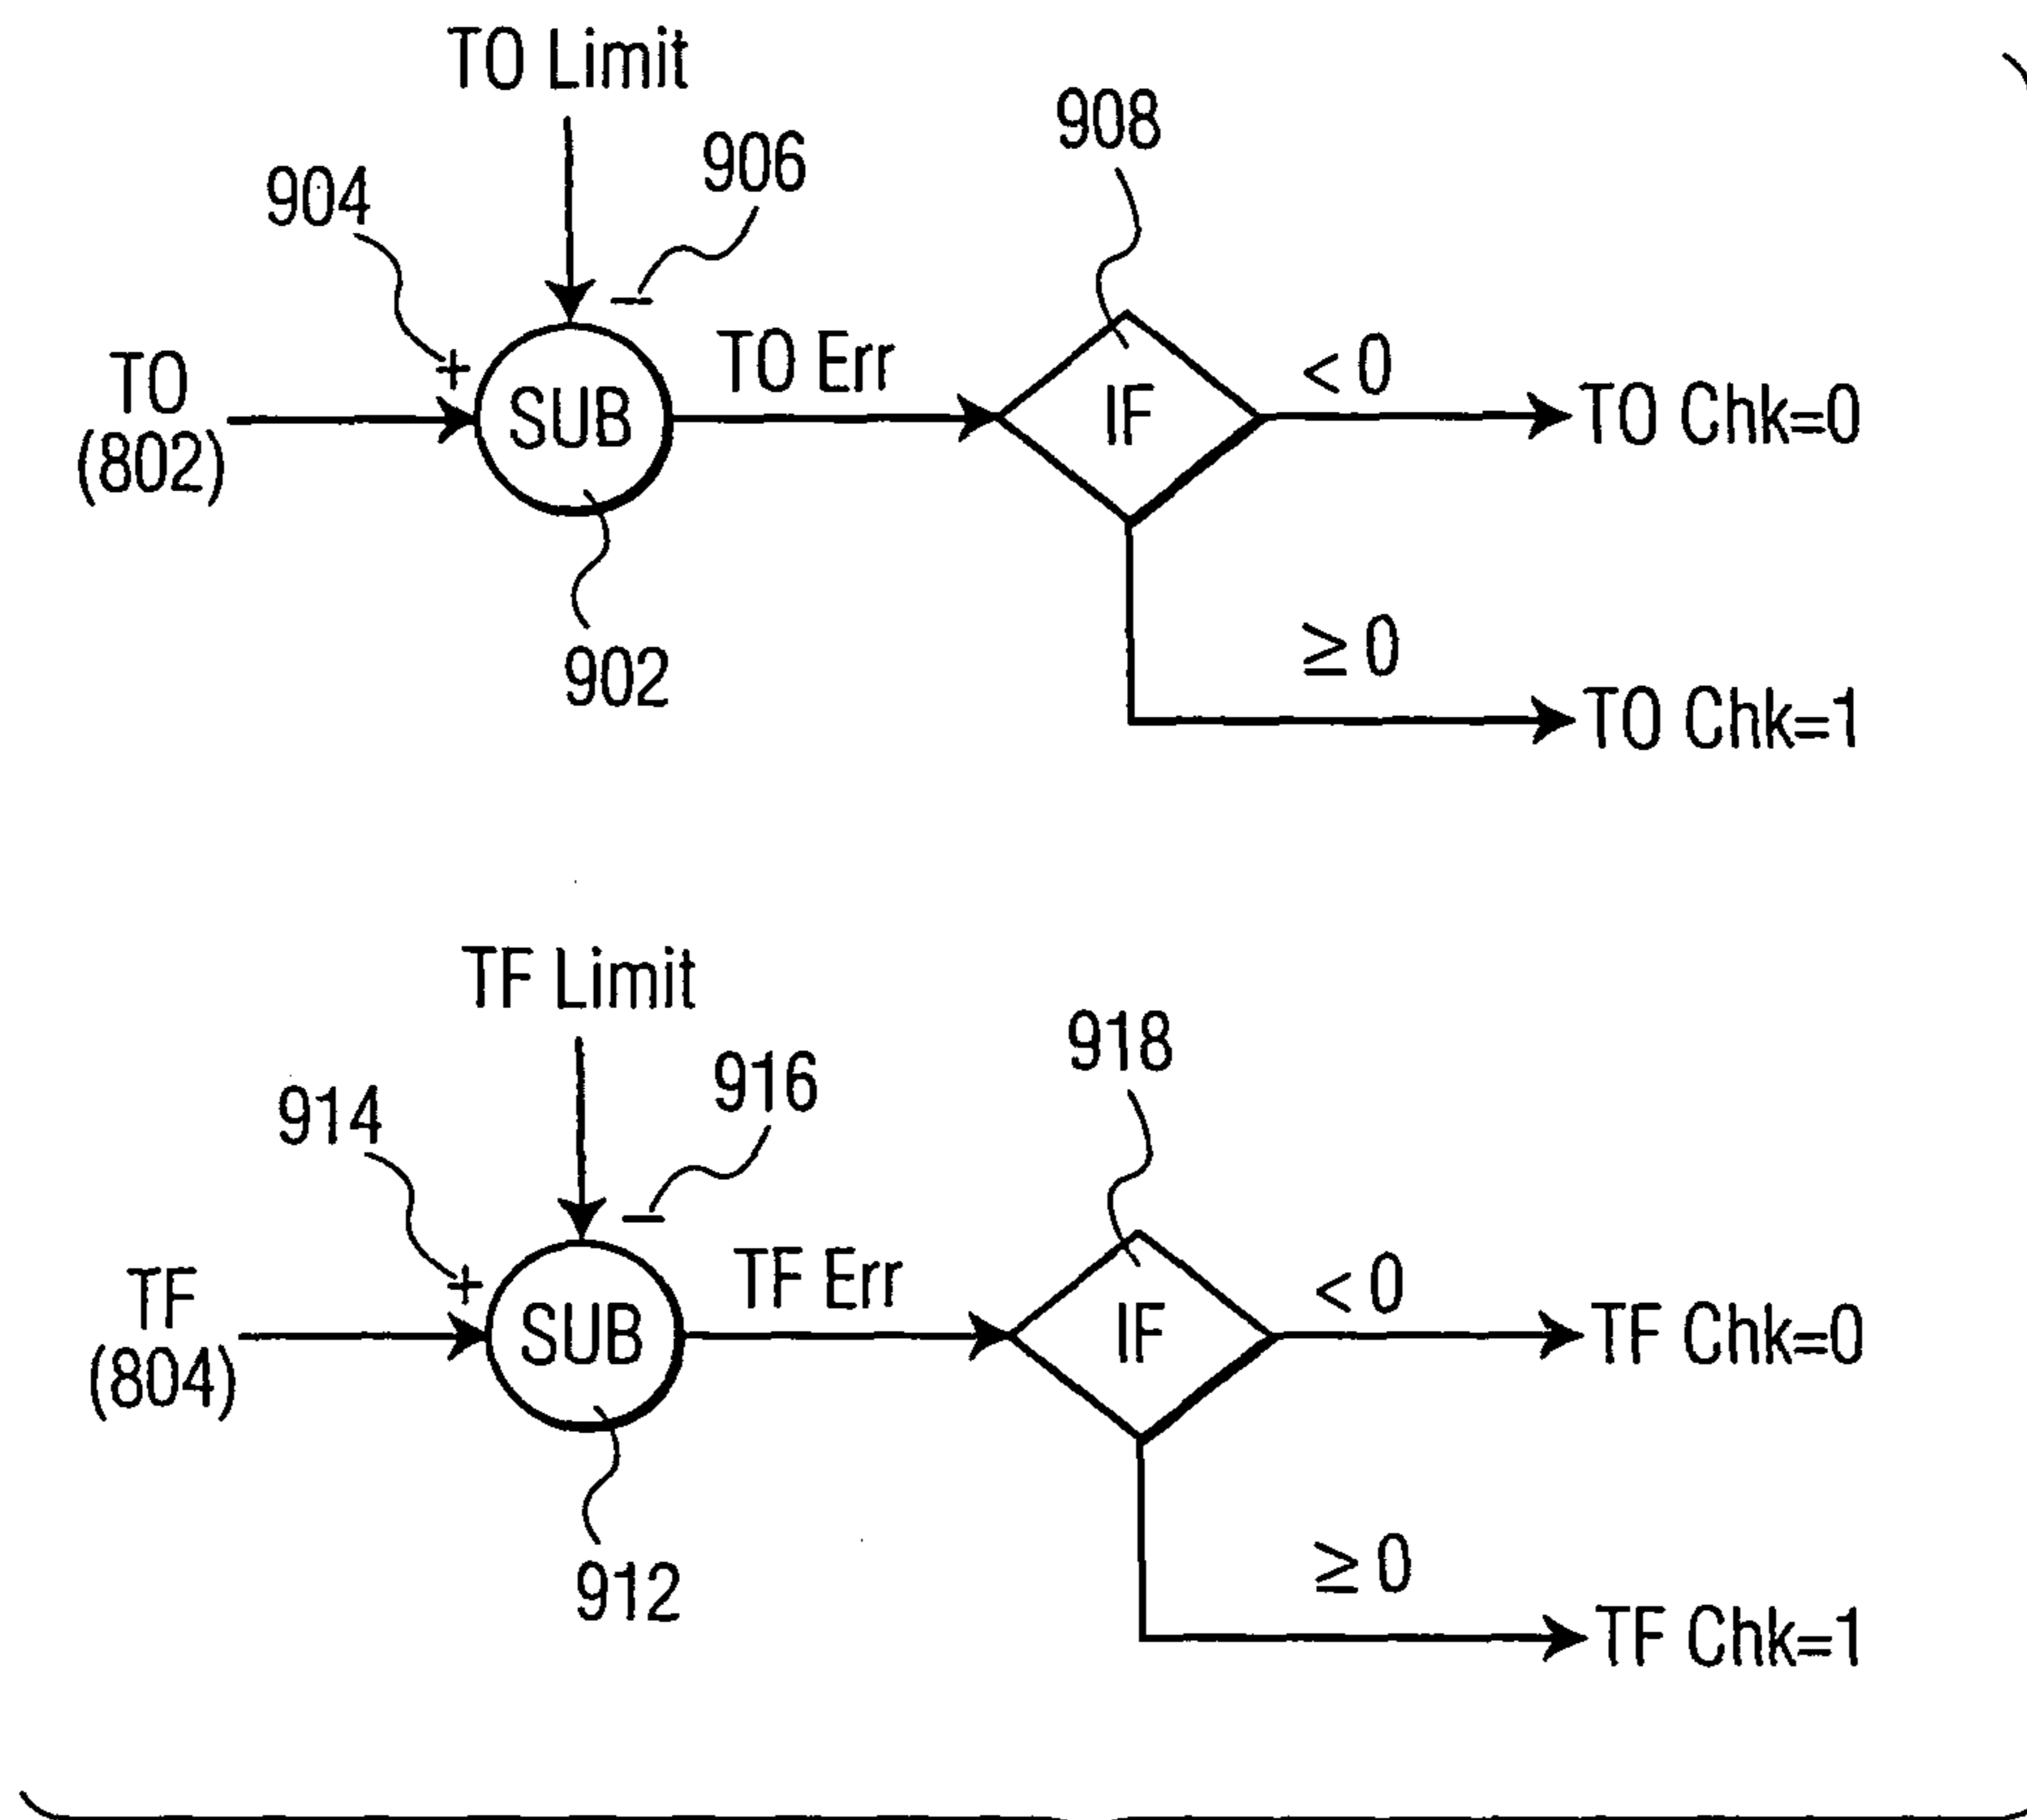 TO Limit
908
906
904
+
–
TO
(802)
SUB
TO Err
IF
< 0
TO Chk=0
902
≥ 0
TO Chk=1
TF Limit
918
916
914
+
–
TF
(804)
SUB
TF Err
IF
<0
TF Chk=0
912
≥ 0
TF Chk=1